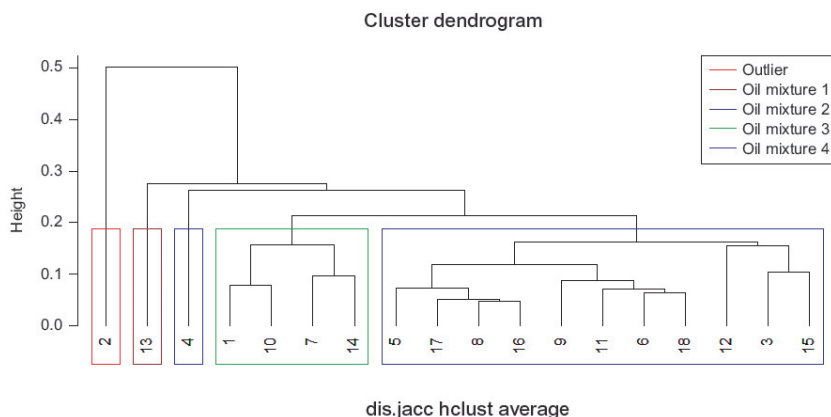 Cluster dendrogram
Outlier
Oil mixture 1
Oil mixture 2
Oil mixture 3
Oil mixture 4
Height
0.5
0.4
0.3
0.2
0.1
0.0
2 13 4 1 10 7 14 5 17 8 16 9 11 6 18 12 3 15
dis.jacc hclust average